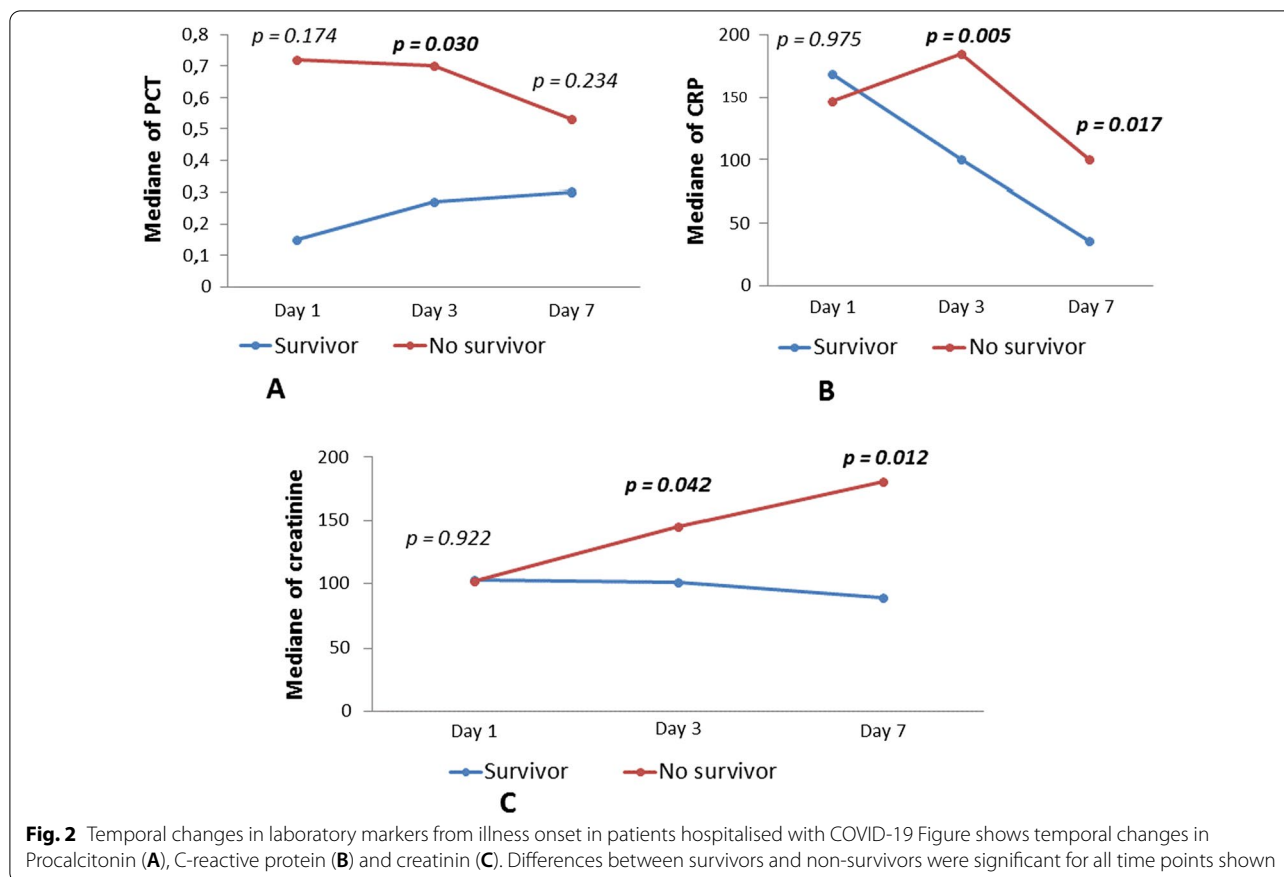 Mediane of PCT
0,8
0,7
0,6
0,5
0,4
0,3
0,2
0,1
0
p = 0.174
p = 0.030
p = 0.234
Day 1 Day 3 Day 7
Survivor No survivor
A
Mediane of CRP
200
150
100
50
0
p = 0.975
p = 0.005
p = 0.017
Day 1 Day 3 Day 7
Survivor No survivor
B
Mediane of creatinine
200
150
100
50
0
p = 0.922
p = 0.042
p = 0.012
Day 1 Day 3 Day 7
Survivor No survivor
C
Fig. 2 Temporal changes in laboratory markers from illness onset in patients hospitalised with COVID-19 Figure shows temporal changes in
Procalcitonin (A), C-reactive protein (B) and creatinin (C). Differences between survivors and non-survivors were significant for all time points shown